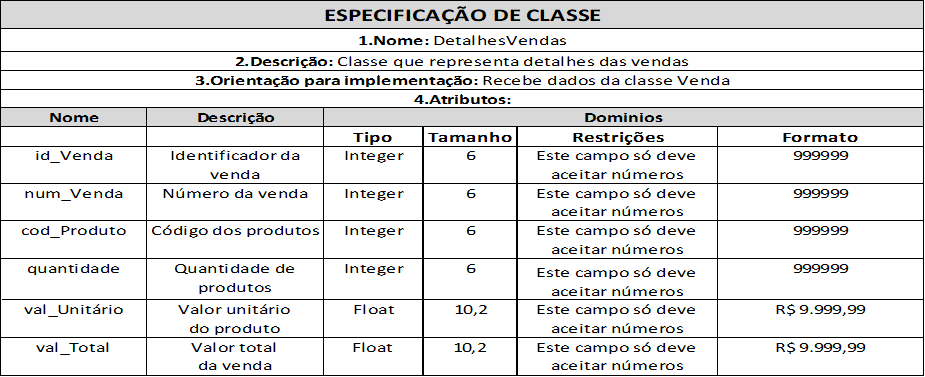 ESPECIFICAÇÃO DE CLASSE
1.Nome: DetalhesVendas
2.Descrição: Classe que representa detalhes das vendas
3.Orientação para implementação: Recebe dados da classe Venda
4.Atributos:
Nome Descrição Dominios
Tipo Tamanho Restrições Formato
id_Venda Identificador da venda Integer 6 Este campo só deve aceitar números 999999
num_Venda Número da venda Integer 6 Este campo só deve aceitar números 999999
cod_Produto Código dos produtos Integer 6 Este campo só deve aceitar números 999999
quantidade Quantidade de produtos Integer 6 Este campo só deve aceitar números 999999
val_Unitário Valor unitário do produto Float 10,2 Este campo só deve aceitar números R$ 9.999,99
val_Total Valor total da venda Float 10,2 Este campo só deve aceitar números R$ 9.999,99